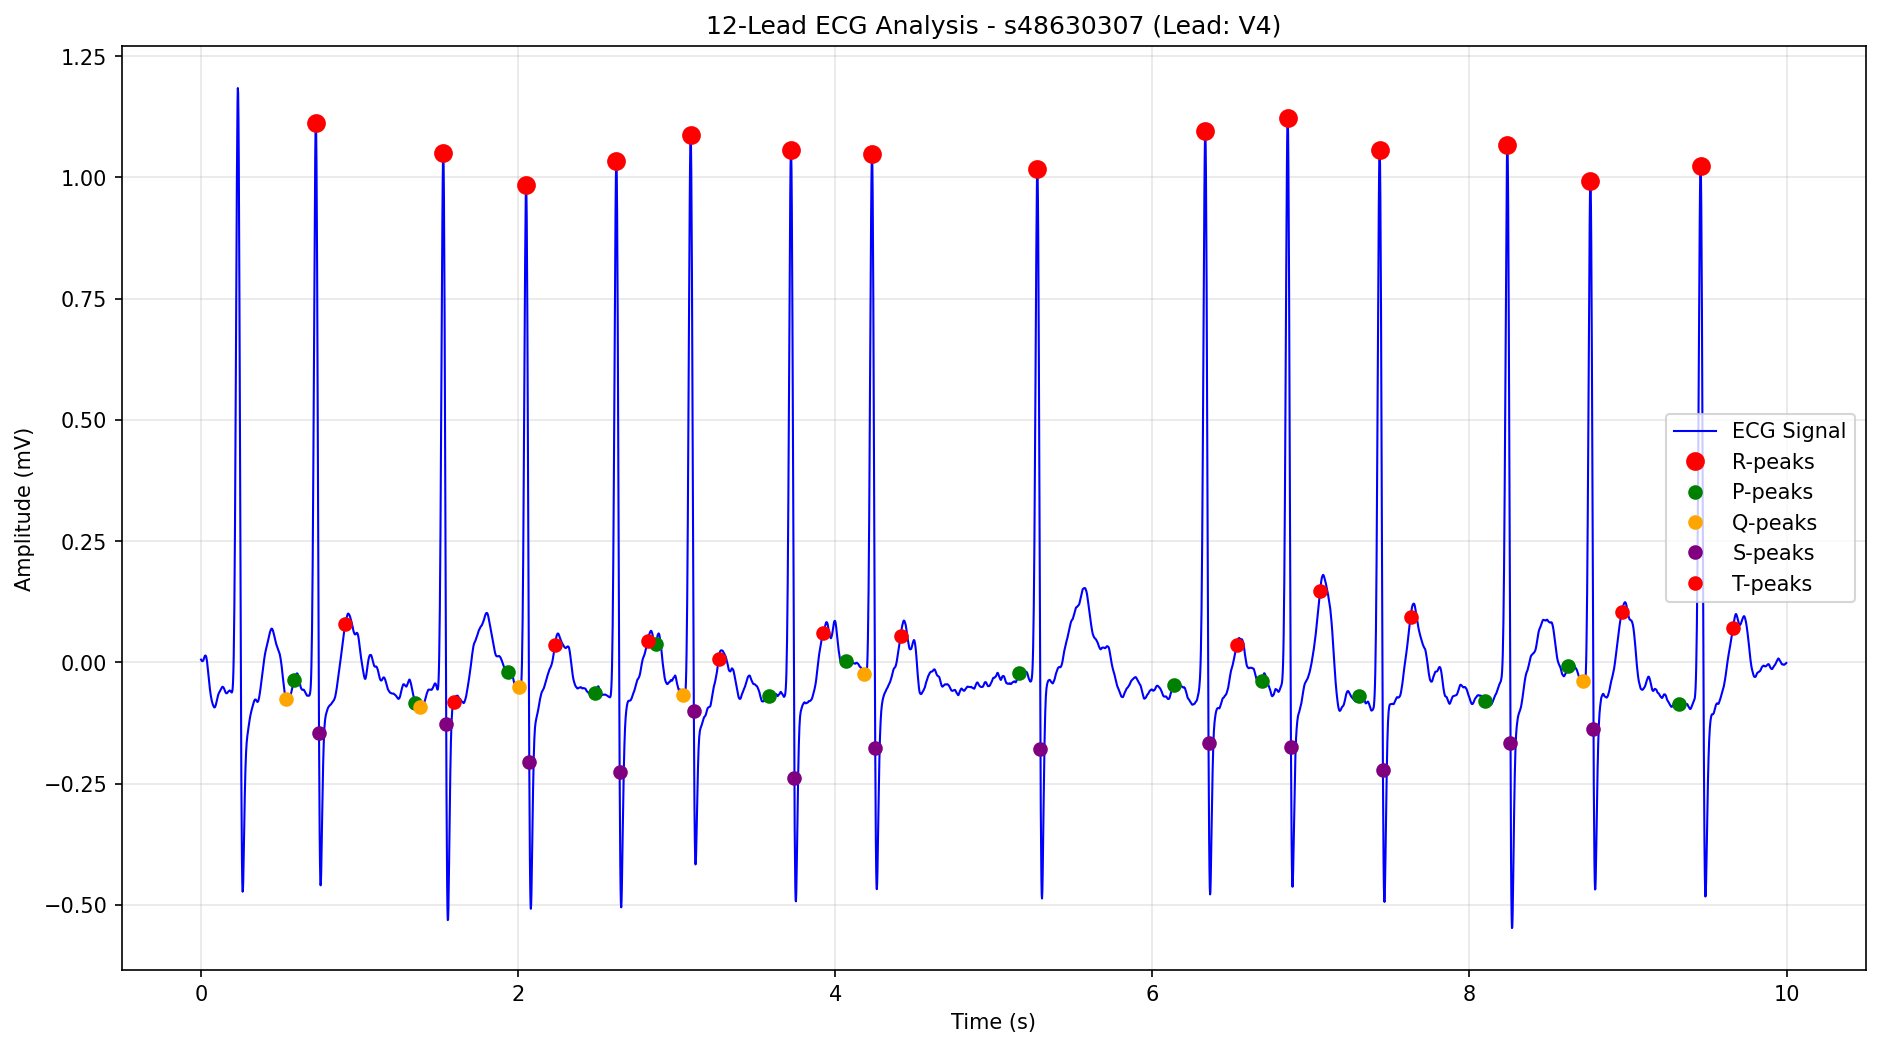 12-Lead ECG Analysis - s48630307 (Lead: V4)
Amplitude (mV)
1.25
1.00
0.75
0.50
0.25
0.00
−0.25
−0.50
ECG Signal
R-peaks
P-peaks
Q-peaks
S-peaks
T-peaks
0 2 4 6 8 10
Time (s)